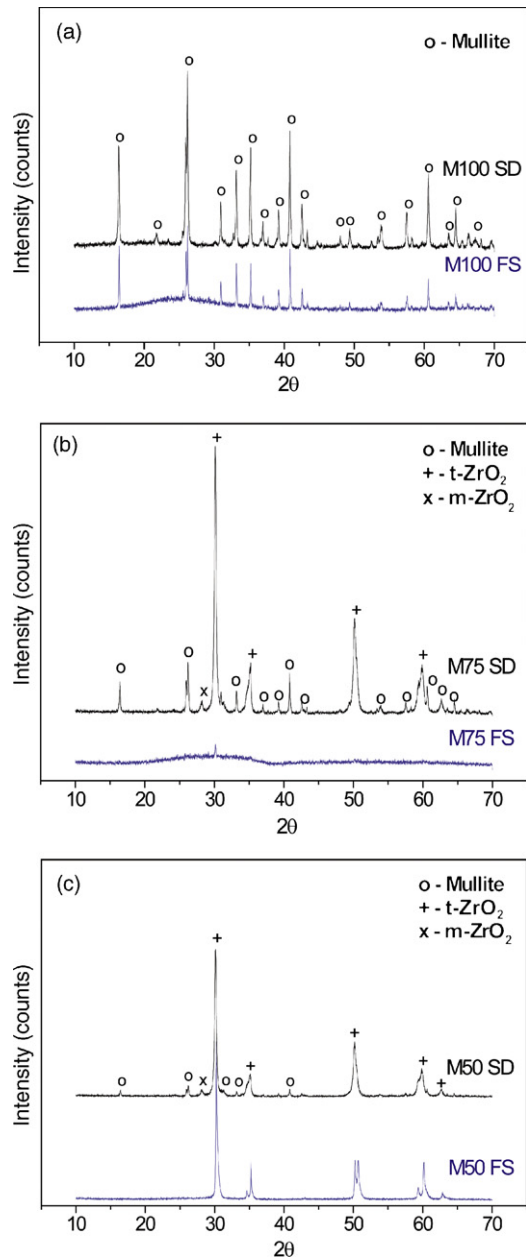 (a)
o - Mullite
Intensity (counts)
o o o o o o o o o o o o o o o o o o
M100 SD
M100 FS
10 20 30 40 50 60 70
2θ
(b)
o - Mullite
+ - t-ZrO₂
x - m-ZrO₂
Intensity (counts)
+ + + +
o o x o o o o o o o o o o
M75 SD
M75 FS
10 20 30 40 50 60 70
2θ
(c)
o - Mullite
+ - t-ZrO₂
x - m-ZrO₂
Intensity (counts)
+ + + + +
o o x o o o
M50 SD
M50 FS
10 20 30 40 50 60 70
2θ